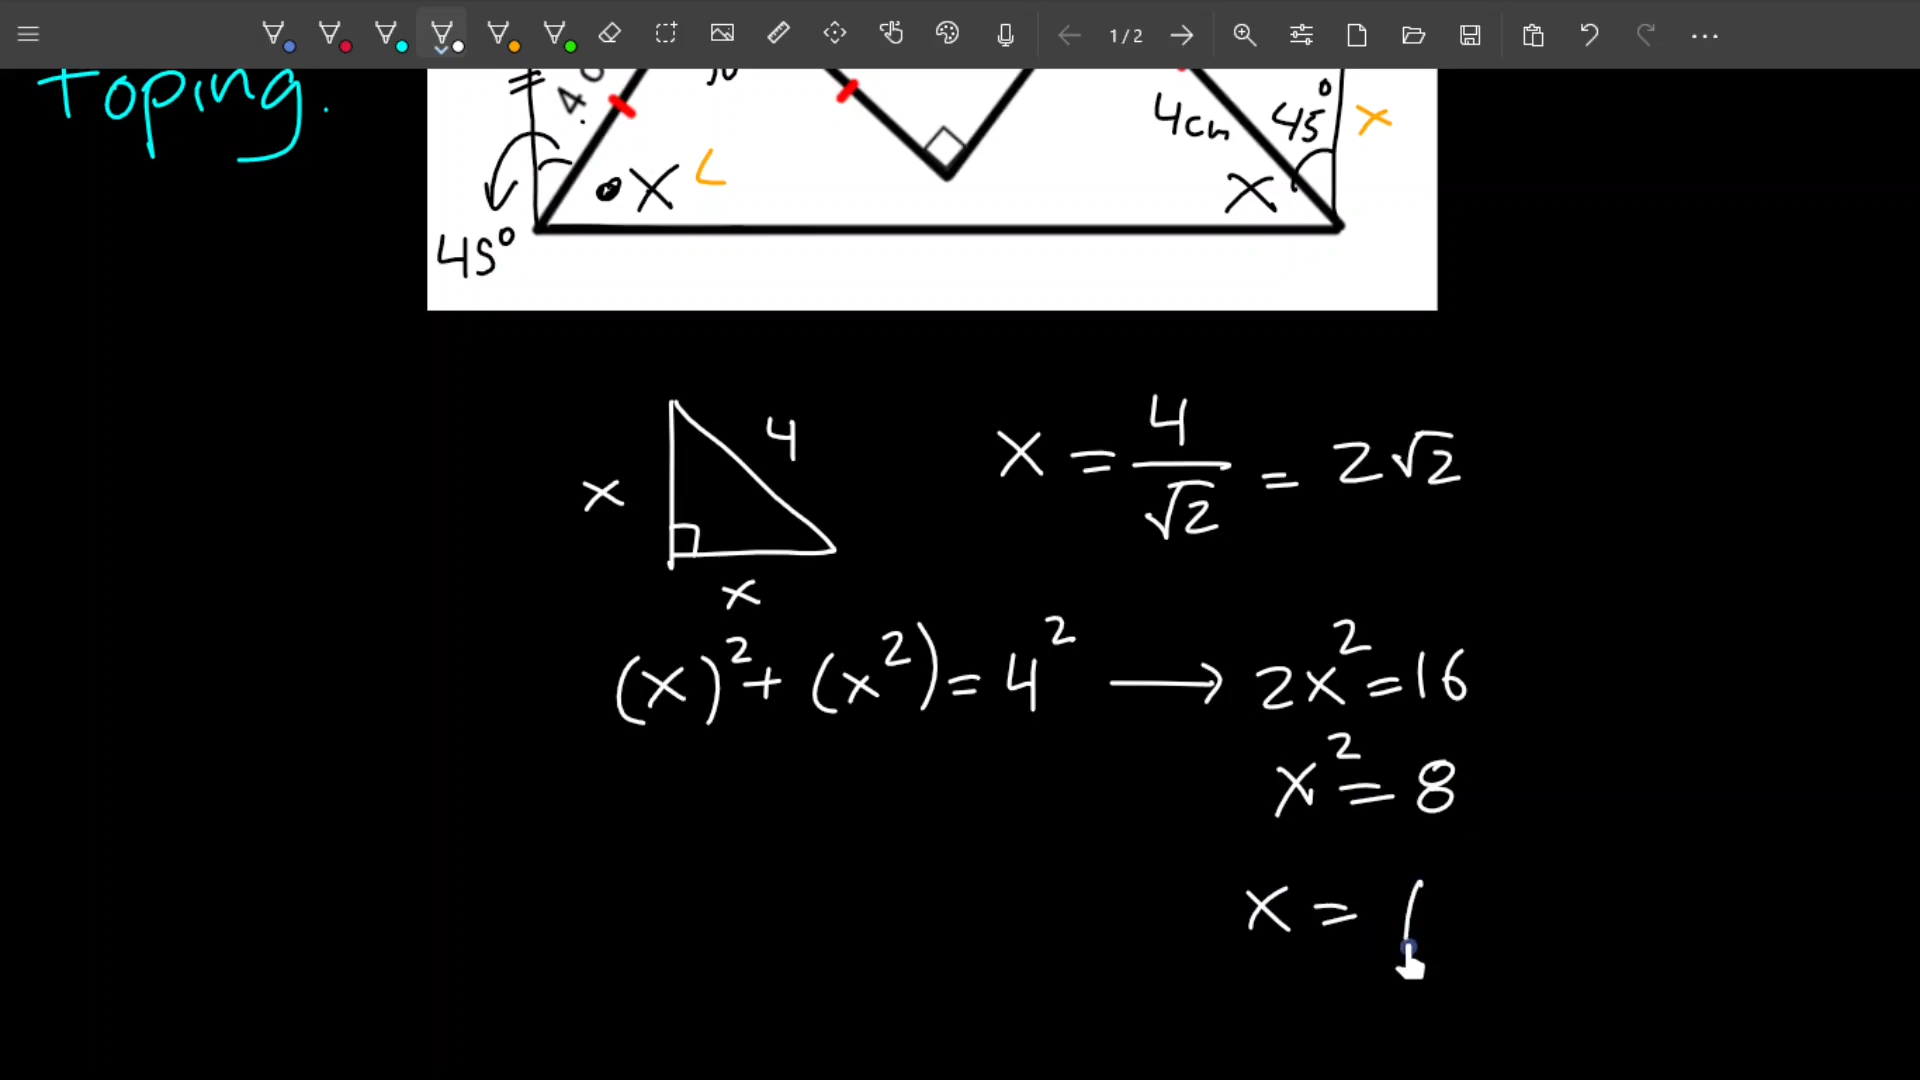 1/2
Toping.
4cm 45° x
x < x
45°
4
x
x
x = 4/√2 = 2√2
(x)² + (x²) = 4² → 2x² = 16
x² = 8
x =